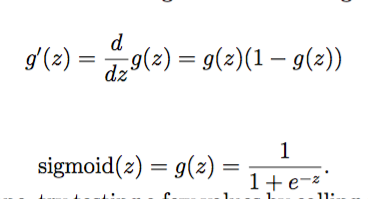 g′(z) = d/dz g(z) = g(z)(1 − g(z))
sigmoid(z) = g(z) = 1/(1 + e^−z).